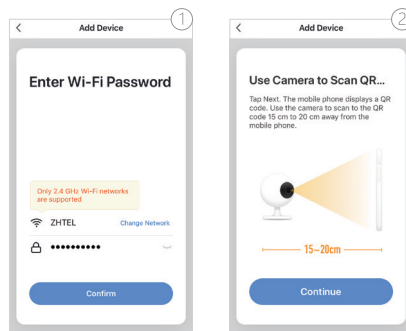 1
Add Device
Enter Wi-Fi Password
Only 2.4 GHz Wi-Fi networks
are supported
ZHTEL Change Network
••••••••••
Confirm
2
Add Device
Use Camera to Scan QR...
Tap Next. The mobile phone displays a QR
code. Use the camera to scan to the QR
code 15 cm to 20 cm away from the
mobile phone.
15~20cm
Continue